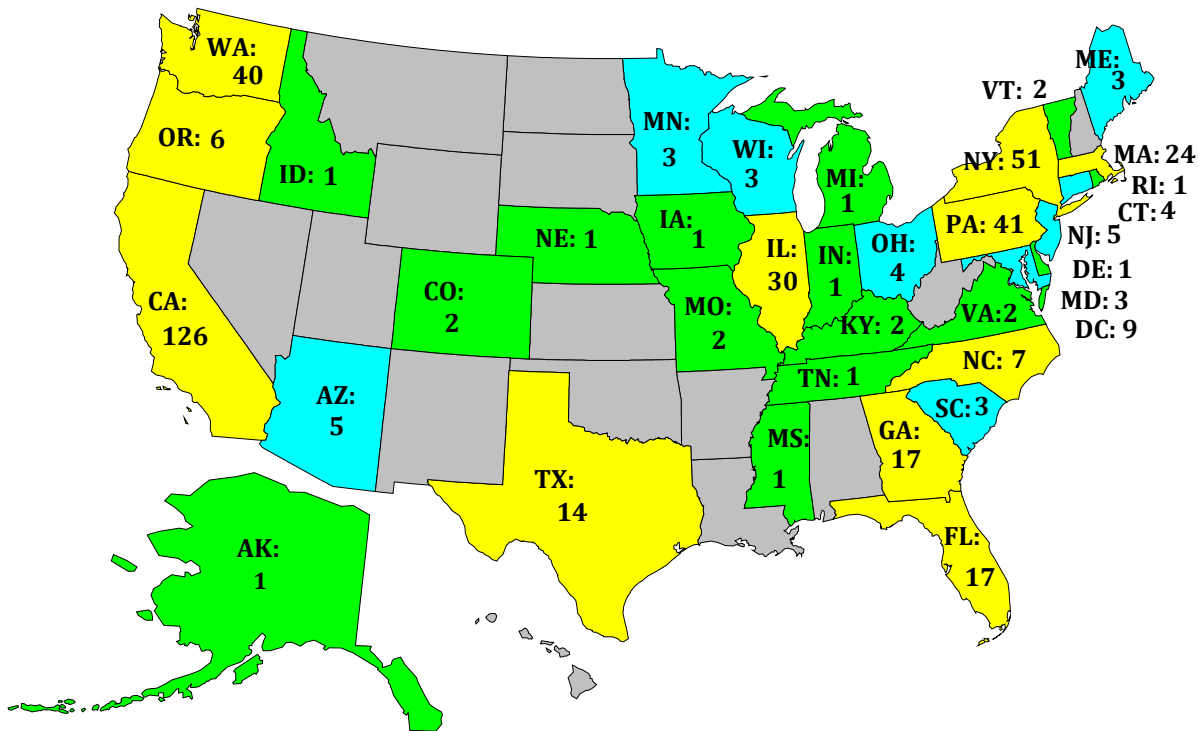 WA:
40
OR: 6
ID: 1
CA:
126
AZ:
5
CO:
2
NE: 1
TX:
14
AK:
1
MN:
3
WI:
3
IA:
1
MO:
2
IL:
30
MI:
1
IN:
1
OH:
4
KY: 2
TN: 1
MS:
1
GA:
17
FL:
17
SC: 3
NC: 7
VA:2
PA: 41
NY: 51
VT: 2
ME:
3
MA: 24
RI: 1
CT: 4
NJ: 5
DE: 1
MD: 3
DC: 9